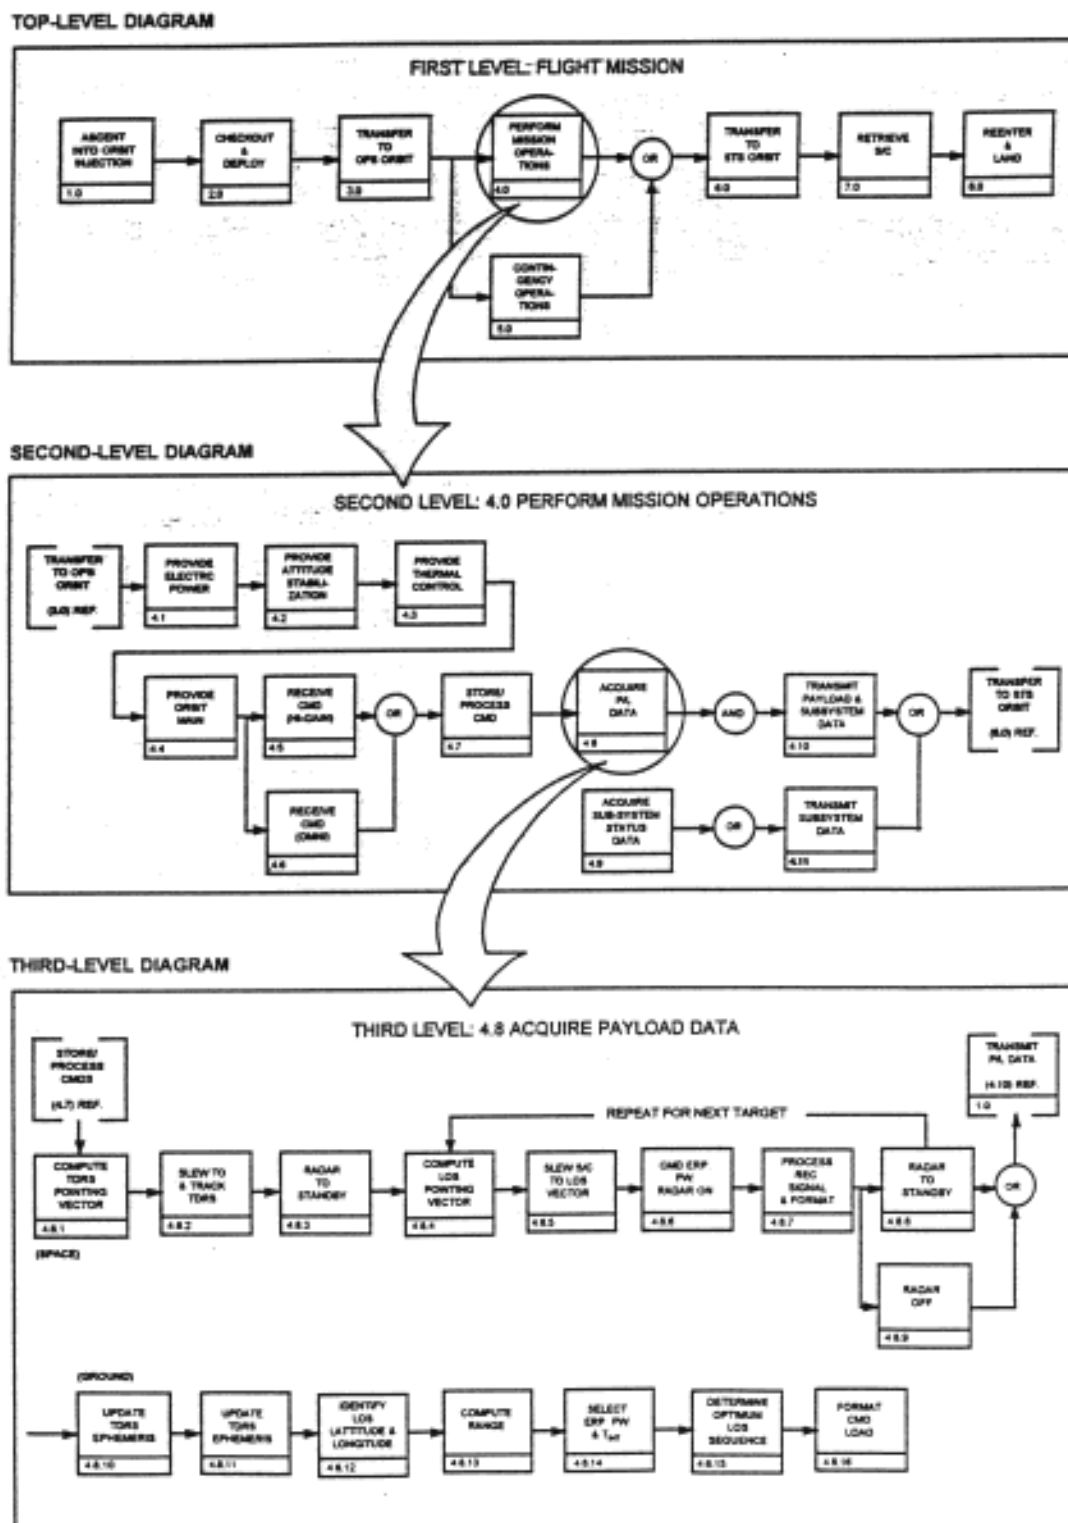 TOP-LEVEL DIAGRAM
FIRST LEVEL: FLIGHT MISSION
ASCENT
INTO ORBIT
INJECTION
1.0
CHECKOUT
&
DEPLOY
2.0
TRANSFER
TO
OPS ORBIT
3.0
PERFORM
MISSION
OPERA-
TIONS
4.0
OR
TRANSFER
TO
STS ORBIT
6.0
RETRIEVE
S/C
7.0
REENTER
&
LAND
8.0
CONTIN-
GENCY
OPERA-
TIONS
5.0
SECOND-LEVEL DIAGRAM
SECOND LEVEL: 4.0 PERFORM MISSION OPERATIONS
TRANSFER
TO OPS
ORBIT
(3.0) REF.
PROVIDE
ELECTRC
POWER
4.1
PROVIDE
ATTITUDE
STABILI-
ZATION
4.2
PROVIDE
THERMAL
CONTROL
4.3
PROVIDE
ORBIT
MAIN
4.4
RECEIVE
CMD
(HI-GAIN)
4.5
OR
STORE/
PROCESS
CMD
4.7
ACQUIRE
P/L
DATA
4.8
AND
TRANSMIT
PAYLOAD &
SUBSYSTEM
DATA
4.10
OR
TRANSFER
TO STS
ORBIT
(6.0) REF.
RECEIVE
CMD
(OMNI)
4.6
ACQUIRE
SUB-SYSTEM
STATUS
DATA
4.9
OR
TRANSMIT
SUBSYSTEM
DATA
4.11
THIRD-LEVEL DIAGRAM
THIRD LEVEL: 4.8 ACQUIRE PAYLOAD DATA
STORE/
PROCESS
CMDS
(4.7) REF.
TRANSMIT
P/L DATA
(4.10) REF.
1.0
REPEAT FOR NEXT TARGET
COMPUTE
TDRS
POINTING
VECTOR
4.8.1
SLEW TO
& TRACK
TDRS
4.8.2
RADAR
TO
STANDBY
4.8.3
COMPUTE
LOS
POINTING
VECTOR
4.8.4
SLEW S/C
TO LOS
VECTOR
4.8.5
CMD ERP
PW
RADAR ON
4.8.6
PROCESS
REC
SIGNAL
& FORMAT
4.8.7
RADAR
TO
STANDBY
4.8.8
OR
(SPACE)
RADAR
OFF
4.8.9
(GROUND)
UPDATE
TDRS
EPHEMERIS
4.8.10
UPDATE
TDRS
EPHEMERIS
4.8.11
IDENTIFY
LOS
LATTITUDE &
LONGITUDE
4.8.12
COMPUTE
RANGE
4.8.13
SELECT
ERP PW
& T
4.8.14
DETERMINE
OPTIMUM
LOS
SEQUENCE
4.8.15
FORMAT
CMD
LOAD
4.8.16